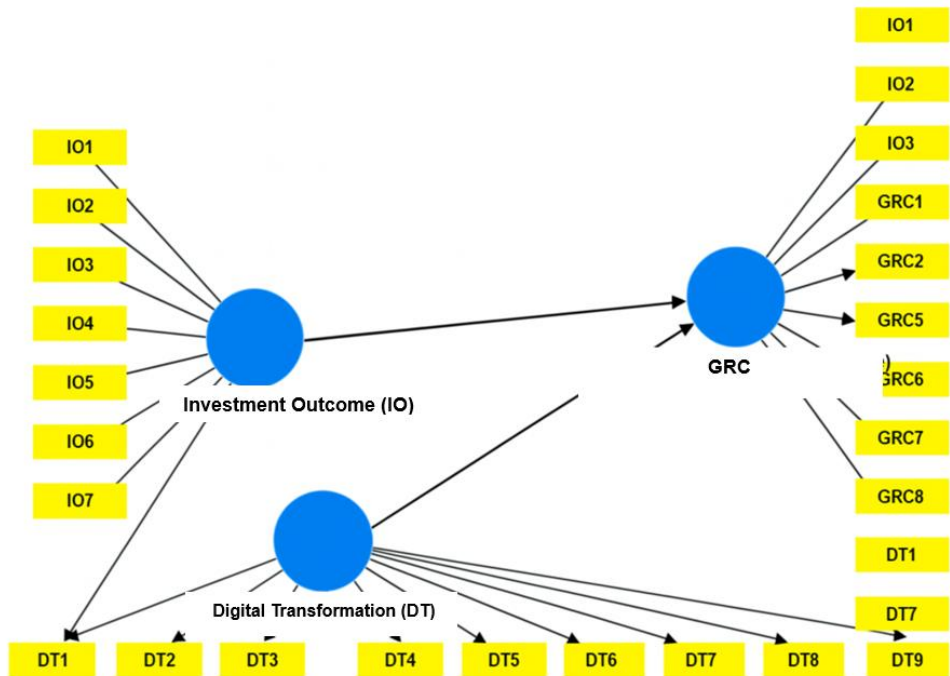 IO1
IO2
IO3
IO4
IO5
IO6
IO7
Investment Outcome (IO)
Digital Transformation (DT)
GRC
IO1
IO2
IO3
GRC1
GRC2
GRC5
GRC6
GRC7
GRC8
DT1
DT7
DT1
DT2
DT3
DT4
DT5
DT6
DT7
DT8
DT9